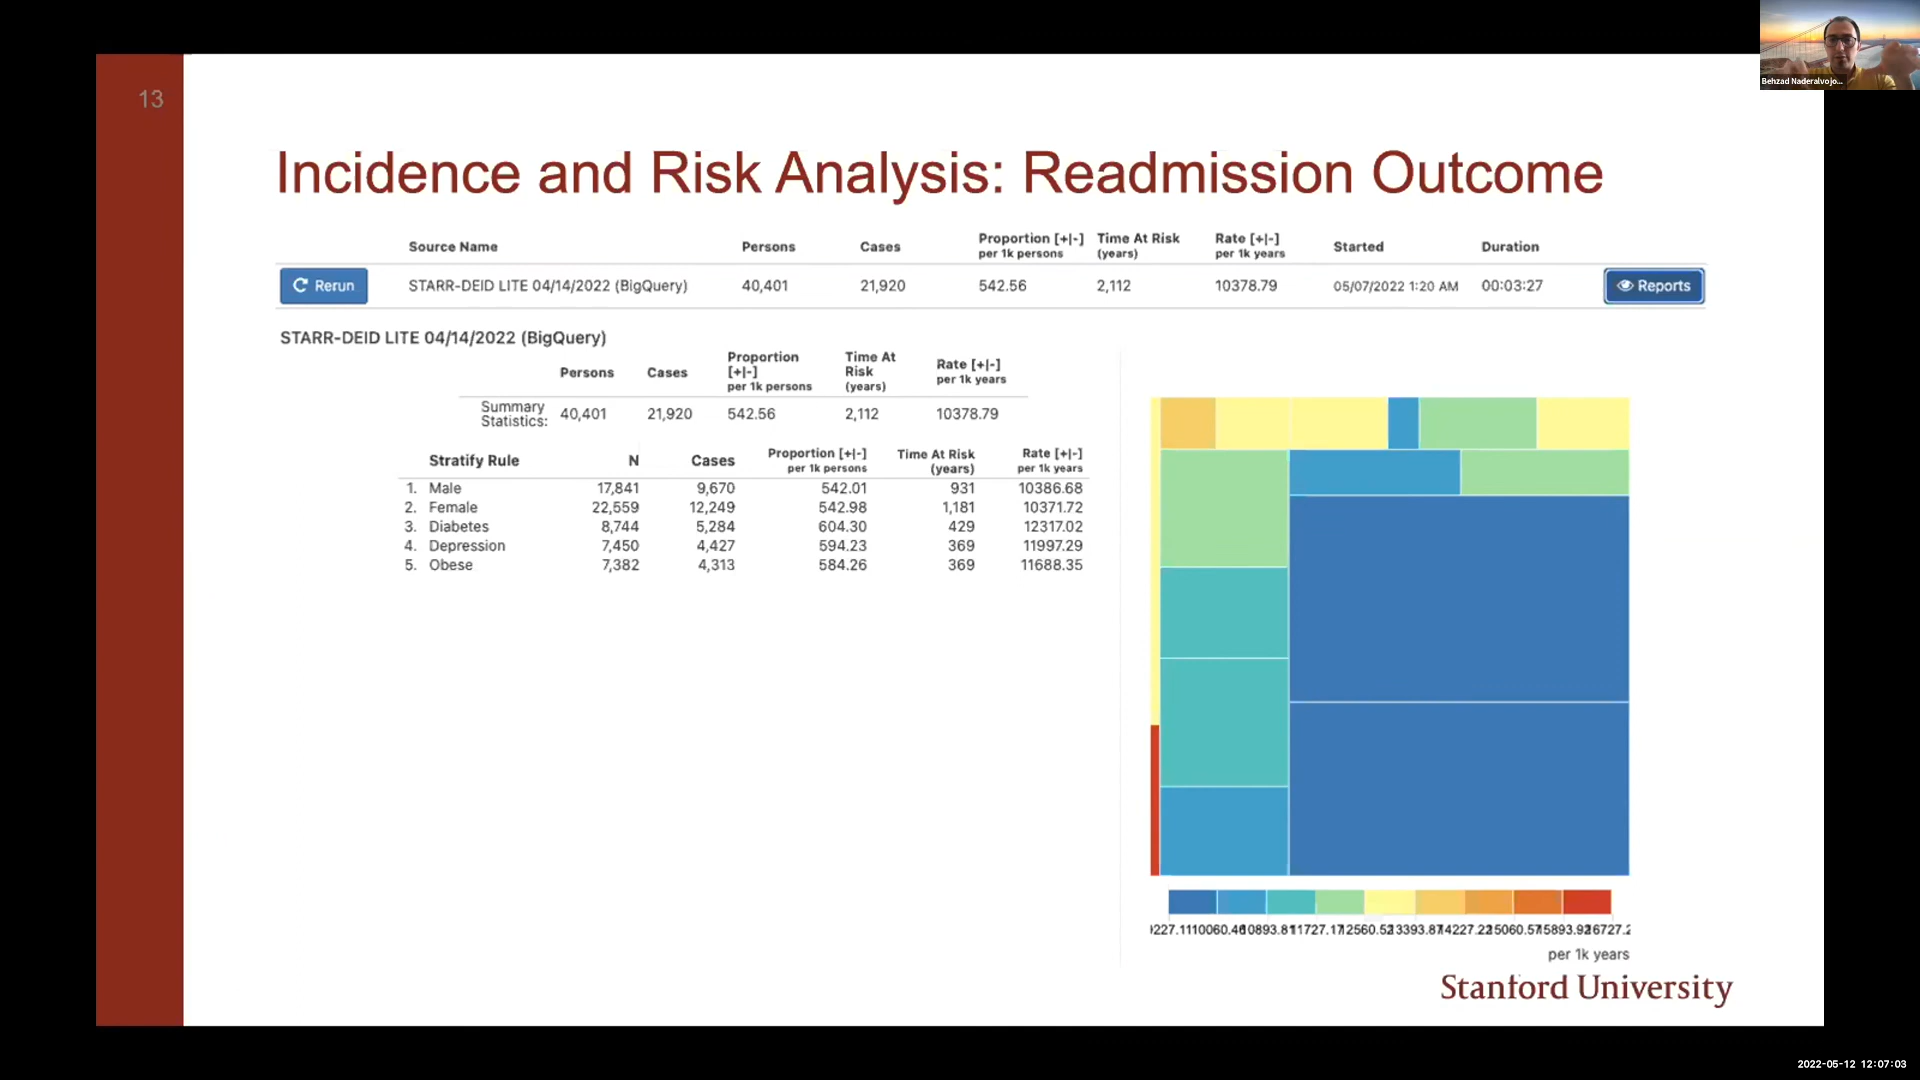 Behzad Naderalvojo...
13
Incidence and Risk Analysis: Readmission Outcome
Source Name Persons Cases Proportion [+|-] per 1k persons Time At Risk (years) Rate [+|-] per 1k years Started Duration
Rerun STARR-DEID LITE 04/14/2022 (BigQuery) 40,401 21,920 542.56 2,112 10378.79 05/07/2022 1:20 AM 00:03:27 Reports
STARR-DEID LITE 04/14/2022 (BigQuery)
Persons Cases Proportion [+|-] per 1k persons Time At Risk (years) Rate [+|-] per 1k years
Summary Statistics: 40,401 21,920 542.56 2,112 10378.79
Stratify Rule N Cases Proportion [+|-] per 1k persons Time At Risk (years) Rate [+|-] per 1k years
1. Male 17,841 9,670 542.01 931 10386.68
2. Female 22,559 12,249 542.98 1,181 10371.72
3. Diabetes 8,744 5,284 604.30 429 12317.02
4. Depression 7,450 4,427 594.23 369 11997.29
5. Obese 7,382 4,313 584.26 369 11688.35
per 1k years
Stanford University
2022-05-12 12:07:03